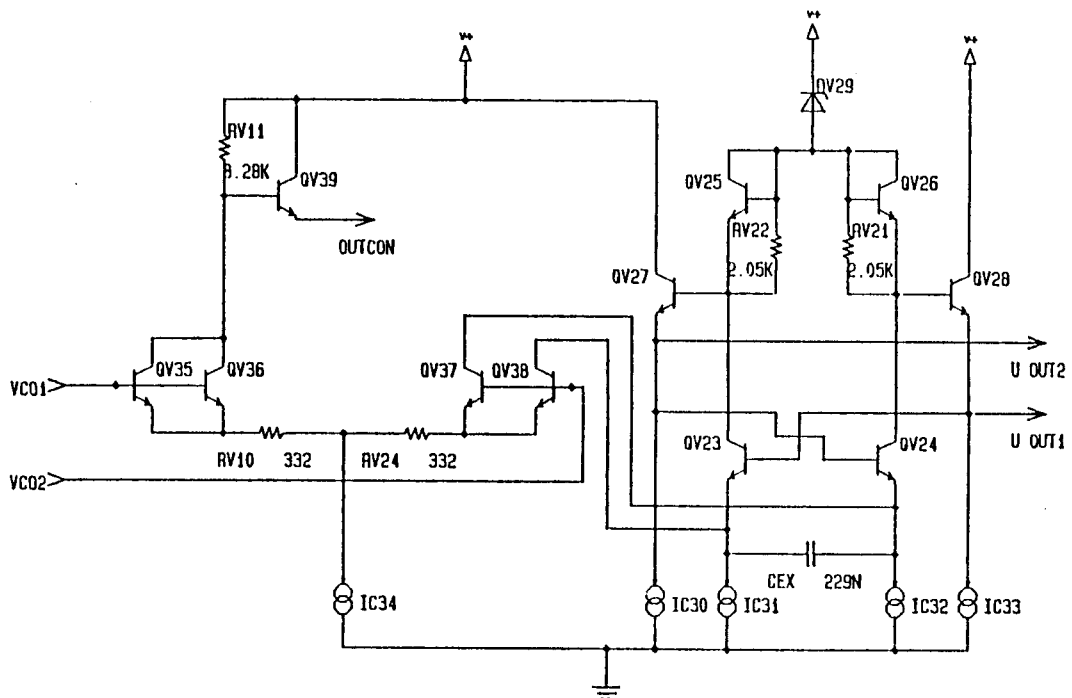 V+
V+
V+
DV29
RV11
8.28K
QV39
OUTCON
QV25
QV26
RV22
RV21
2.05K
2.05K
QV27
QV28
U OUT2
VCO1
QV35
QV36
QV37
QV38
U OUT1
QV23
QV24
RV10
332
RV24
332
VCO2
CEX
229N
IC34
IC30
IC31
IC32
IC33